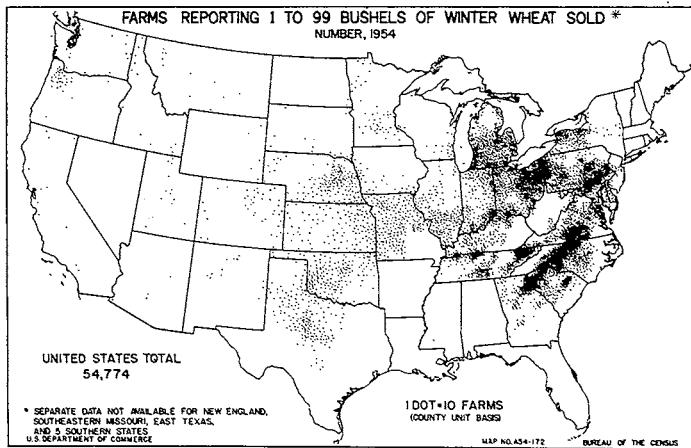 FARMS REPORTING 1 TO 99 BUSHELS OF WINTER WHEAT SOLD *
NUMBER, 1954
UNITED STATES TOTAL
54,774
1 DOT=10 FARMS
(COUNTY UNIT BASIS)
* SEPARATE DATA NOT AVAILABLE FOR NEW ENGLAND,
SOUTHEASTERN MISSOURI, EAST TEXAS,
AND 5 SOUTHERN STATES
U.S. DEPARTMENT OF COMMERCE
MAP NO. A54-172
BUREAU OF THE CENSUS